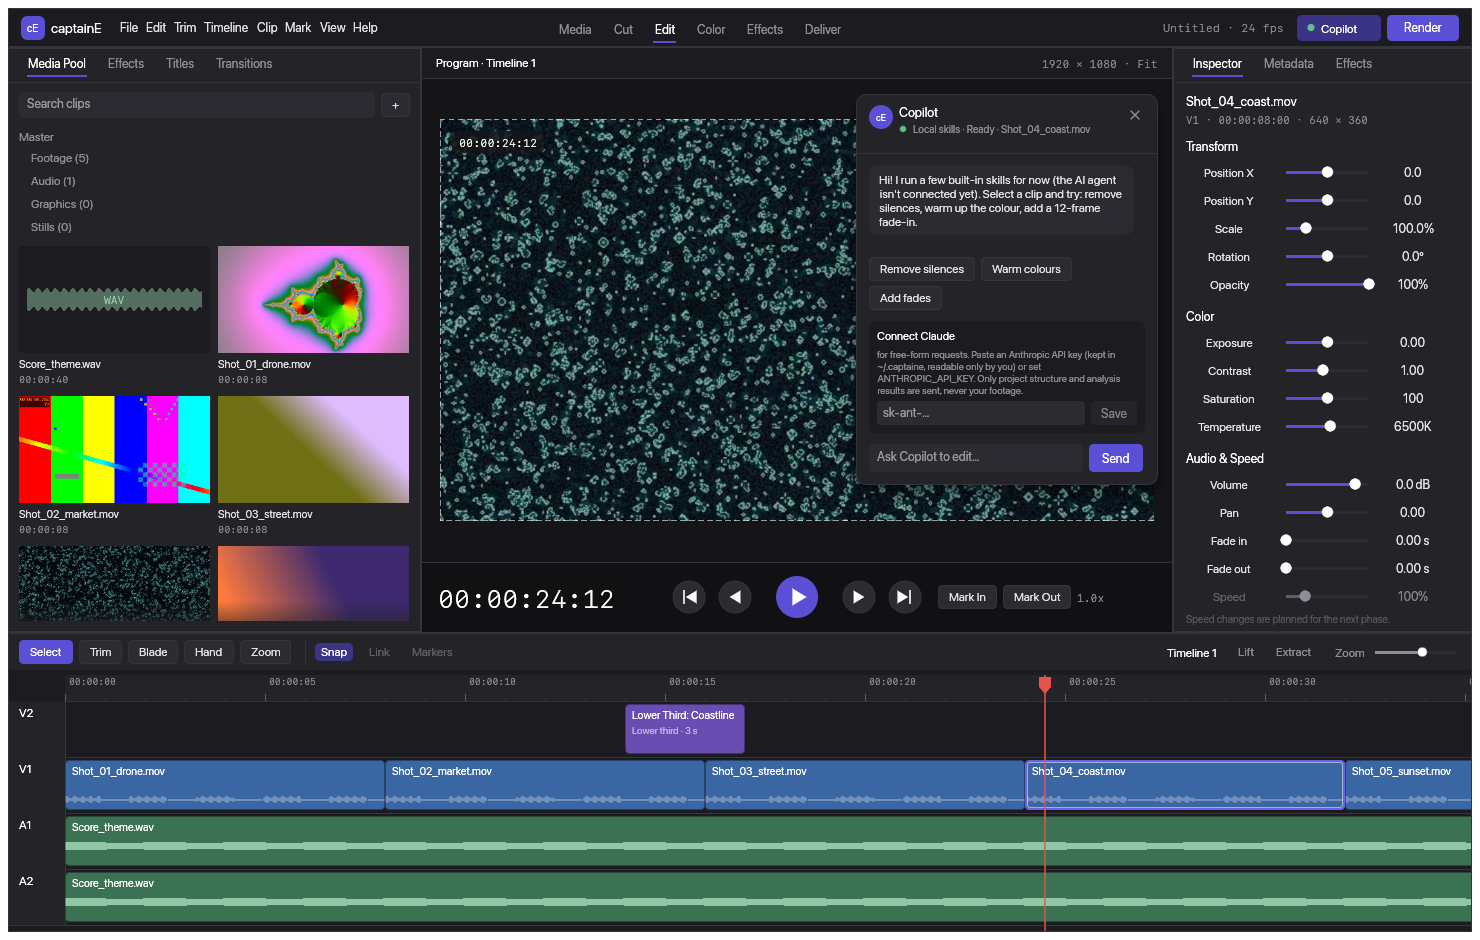 cE captainE File Edit Trim Timeline Clip Mark View Help
Media Cut Edit Color Effects Deliver
Untitled · 24 fps Copilot Render
Media Pool Effects Titles Transitions
Search clips +
Master
Footage (5)
Audio (1)
Graphics (0)
Stills (0)
WAV
Score_theme.wav
00:00:40
Shot_01_drone.mov
00:00:08
Shot_02_market.mov
00:00:08
Shot_03_street.mov
00:00:08
Program · Timeline 1 1920 × 1080 · Fit
00:00:24:12
cE Copilot
Local skills · Ready · Shot_04_coast.mov
Hi! I run a few built-in skills for now (the AI agent
isn't connected yet). Select a clip and try: remove
silences, warm up the colour, add a 12-frame
fade-in.
Remove silences Warm colours
Add fades
Connect Claude
for free-form requests. Paste an Anthropic API key (kept in
~/.captaine, readable only by you) or set
ANTHROPIC_API_KEY. Only project structure and analysis
results are sent, never your footage.
sk-ant-... Save
Ask Copilot to edit... Send
00:00:24:12 Mark In Mark Out 1.0x
Inspector Metadata Effects
Shot_04_coast.mov
V1 · 00:00:08:00 · 640 × 360
Transform
Position X 0.0
Position Y 0.0
Scale 100.0%
Rotation 0.0°
Opacity 100%
Color
Exposure 0.00
Contrast 1.00
Saturation 100
Temperature 6500K
Audio & Speed
Volume 0.0 dB
Pan 0.00
Fade in 0.00 s
Fade out 0.00 s
Speed 100%
Speed changes are planned for the next phase.
Select Trim Blade Hand Zoom Snap Link Markers
Timeline 1 Lift Extract Zoom
00:00:00 00:00:05 00:00:10 00:00:15 00:00:20 00:00:25 00:00:30
V2
Lower Third: Coastline
Lower third · 3 s
V1 Shot_01_drone.mov Shot_02_market.mov Shot_03_street.mov Shot_04_coast.mov Shot_05_sunset.mov
A1 Score_theme.wav
A2 Score_theme.wav